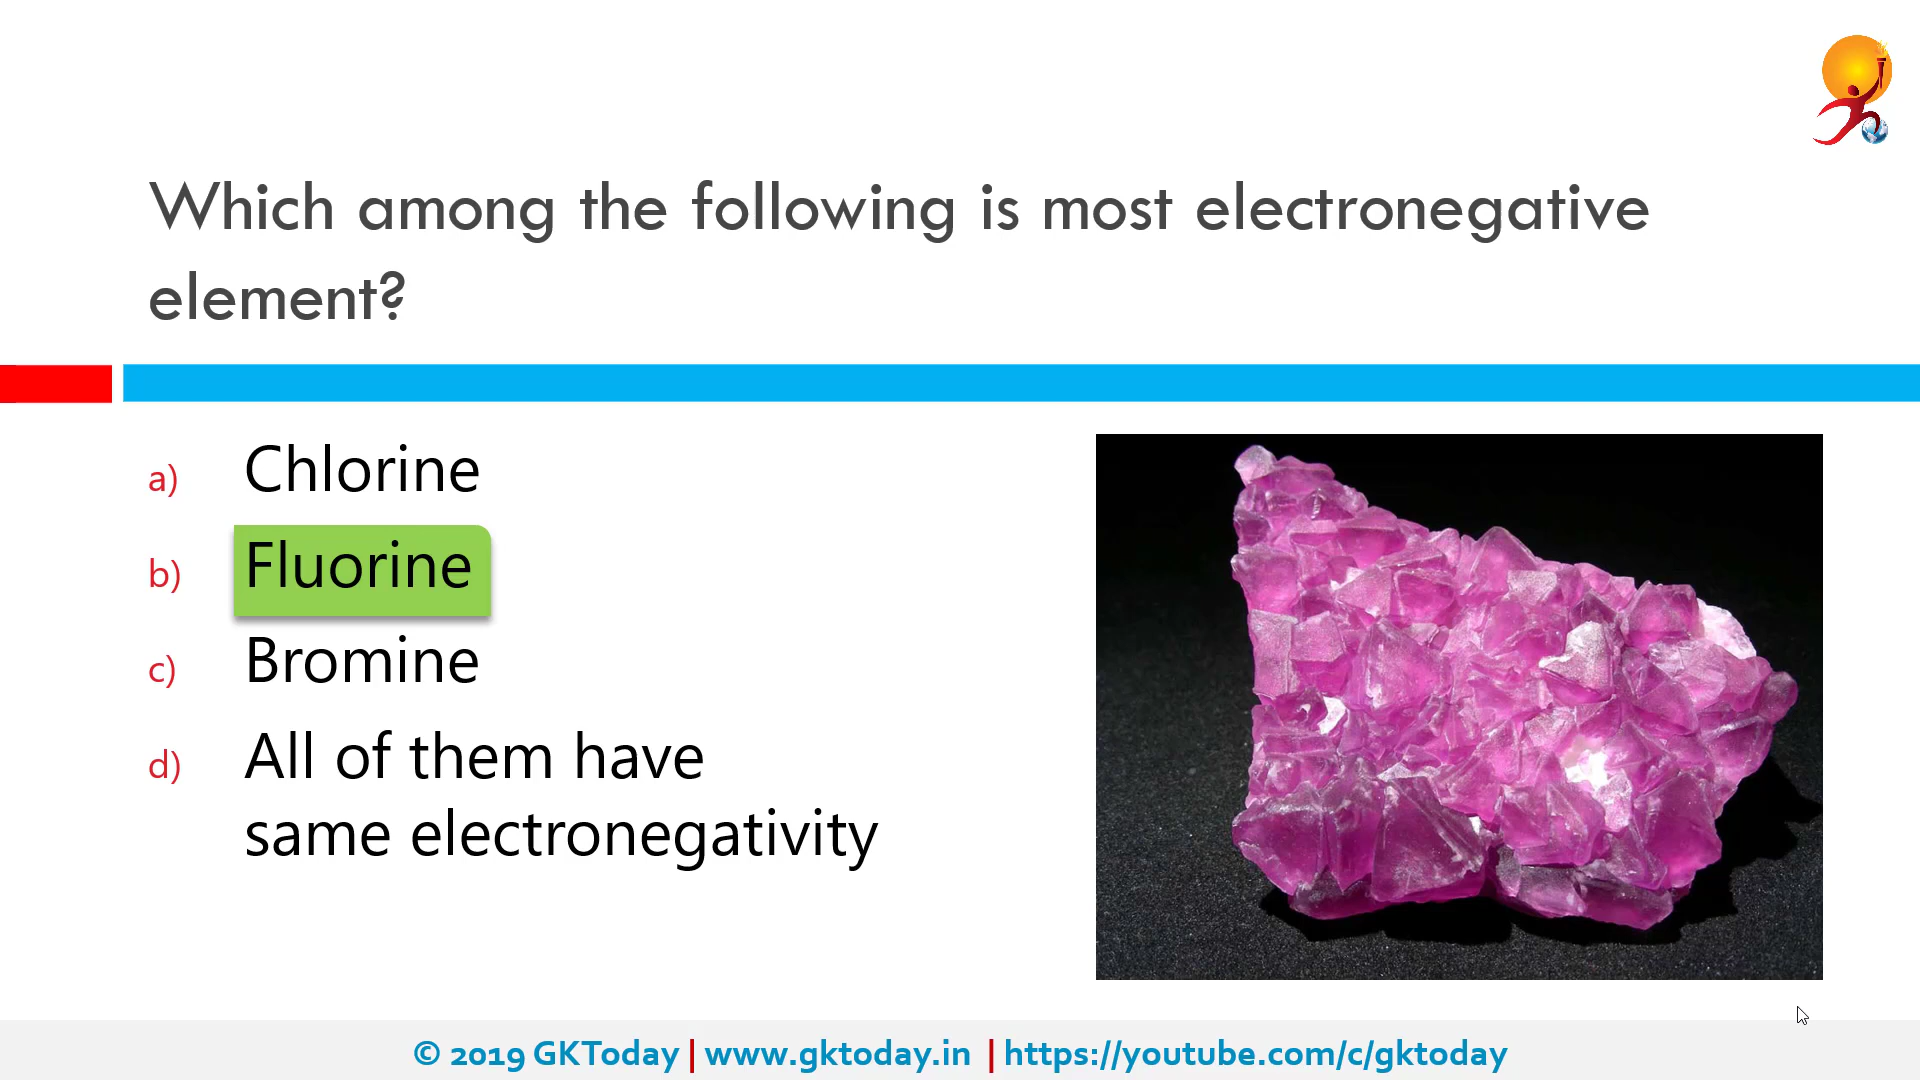 Which among the following is most electronegative
element?
a) Chlorine
b) Fluorine
c) Bromine
d) All of them have
same electronegativity
© 2019 GKToday | www.gktoday.in | https://youtube.com/c/gktoday